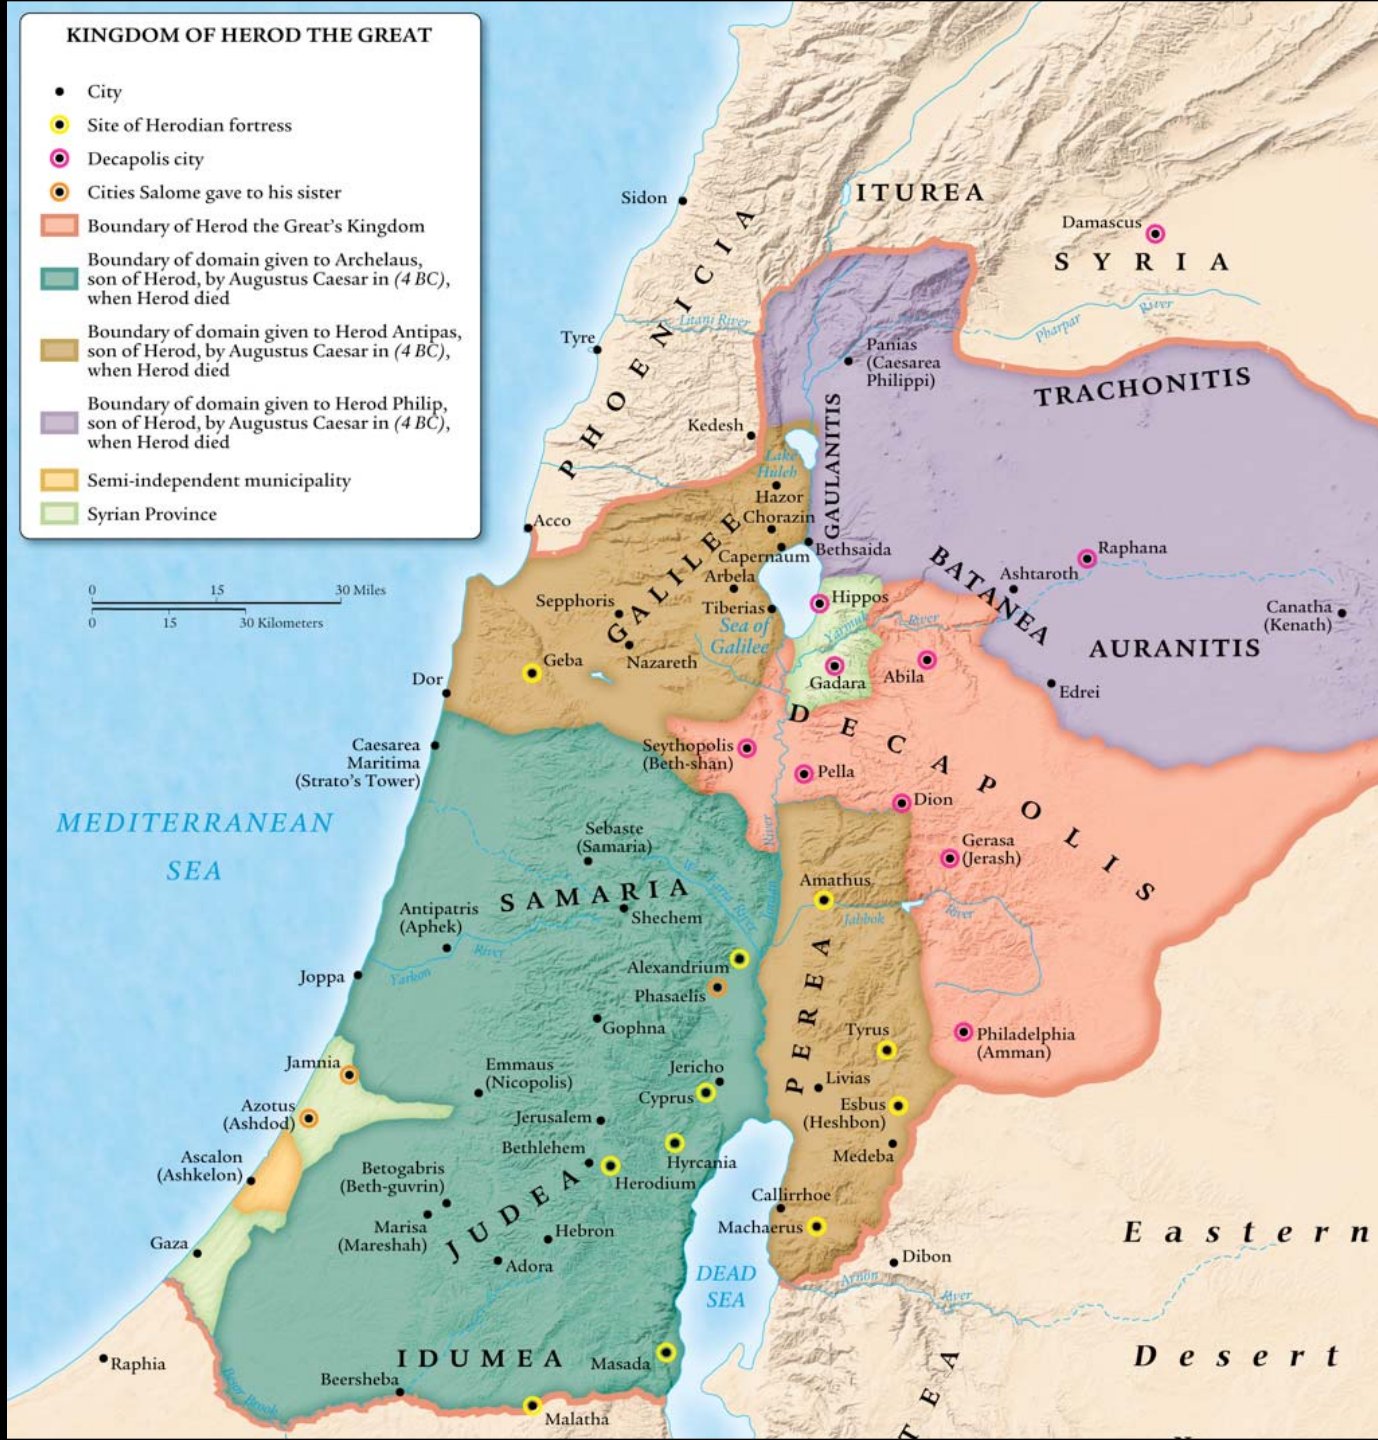 KINGDOM OF HEROD THE GREAT
City
Site of Herodian fortress
Decapolis city
Cities Salome gave to his sister
Boundary of Herod the Great's Kingdom
Boundary of domain given to Archelaus,
son of Herod, by Augustus Caesar in (4 BC),
when Herod died
Boundary of domain given to Herod Antipas,
son of Herod, by Augustus Caesar in (4 BC),
when Herod died
Boundary of domain given to Herod Philip,
son of Herod, by Augustus Caesar in (4 BC),
when Herod died
Semi-independent municipality
Syrian Province
0 15 30 Miles
0 15 30 Kilometers
Sidon
ITUREA
Damascus
SYRIA
PHOENICIA
Litani River
Pharpar River
Tyre
Panias
(Caesarea
Philippi)
TRACHONITIS
Kedesh
GAULANITIS
Lake
Huleh
Hazor
Chorazin
Acco
Capernaum
Bethsaida
GALILEE
Arbela
BATANEA
Raphana
Ashtaroth
Sepphoris
Tiberias
Hippos
Canatha
(Kenath)
Sea of
Galilee
Yarmuk River
AURANITIS
Nazareth
Geba
Gadara
Abila
Dor
Edrei
DECAPOLIS
Caesarea
Maritima
(Strato's Tower)
Seythopolis
(Beth-shan)
Pella
Dion
MEDITERRANEAN
SEA
Sebaste
(Samaria)
River
Gerasa
(Jerash)
Amathus
SAMARIA
Jordan
Antipatris
(Aphek)
Shechem
Jabbok River
Yarkon River
PEREA
Joppa
Alexandrium
Phasaelis
Gophna
Tyrus
Philadelphia
(Amman)
Jamnia
Emmaus
(Nicopolis)
Jericho
Livias
Cyprus
Esbus
(Heshbon)
Azotus
(Ashdod)
Jerusalem
Medeba
Ascalon
(Ashkelon)
Betogabris
(Beth-guvrin)
Bethlehem
Hyrcania
Herodium
JUDEA
Callirrhoe
Marisa
(Mareshah)
Hebron
Machaerus
Gaza
Adora
Dibon
Eastern
DEAD
SEA
Arnon River
Raphia
IDUMEA
Masada
Desert
Beersheba
Besor Brook
Malatha
TEA